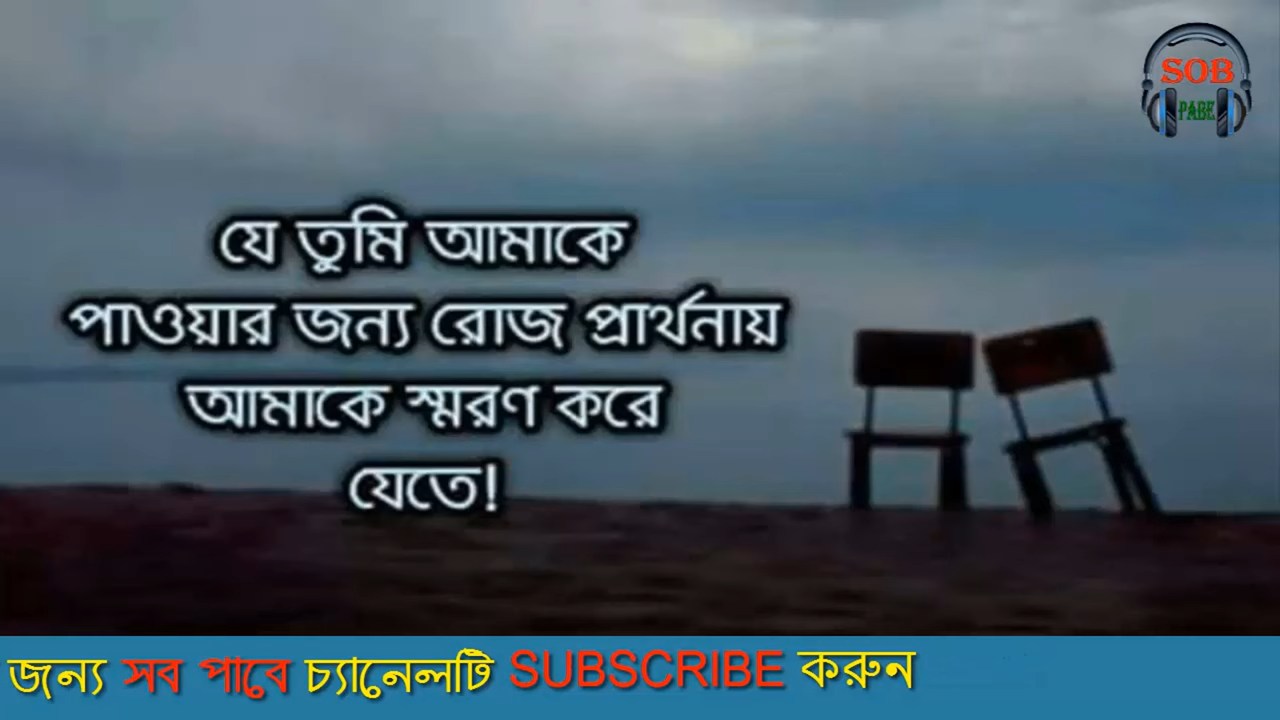 SOB
PABE
যে তুমি আমাকে
পাওয়ার জন্য রোজ প্রার্থনায়
আমাকে স্মরণ করে
যেতে!
জন্য সব পাবে চ্যানেলটি SUBSCRIBE করুন